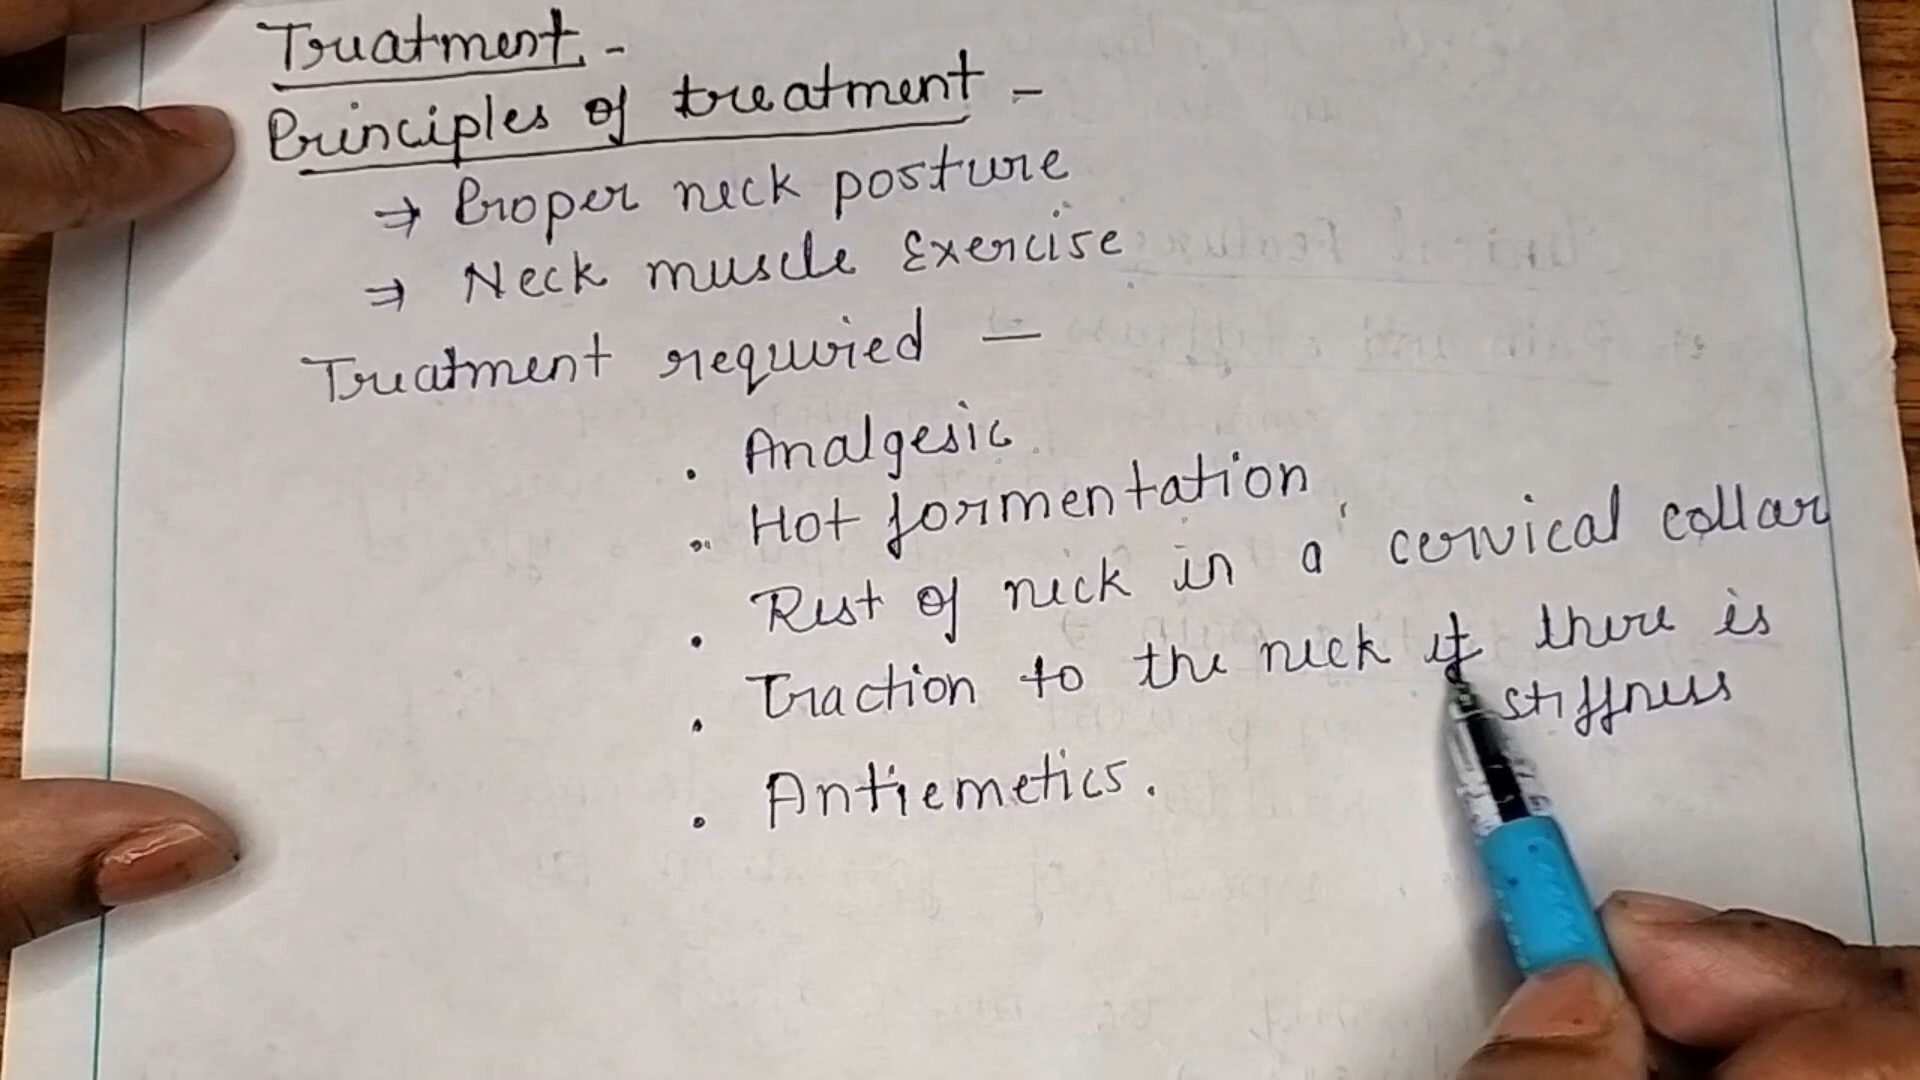 Treatment -
Principles of treatment -
⇒ Proper neck posture
⇒ Neck muscle Exercise
Treatment requried —
. Analgesic
. Hot formentation
. Rest of neck in a cervical collar
. Traction to the neck if there is
stiffness
. Antiemetics.